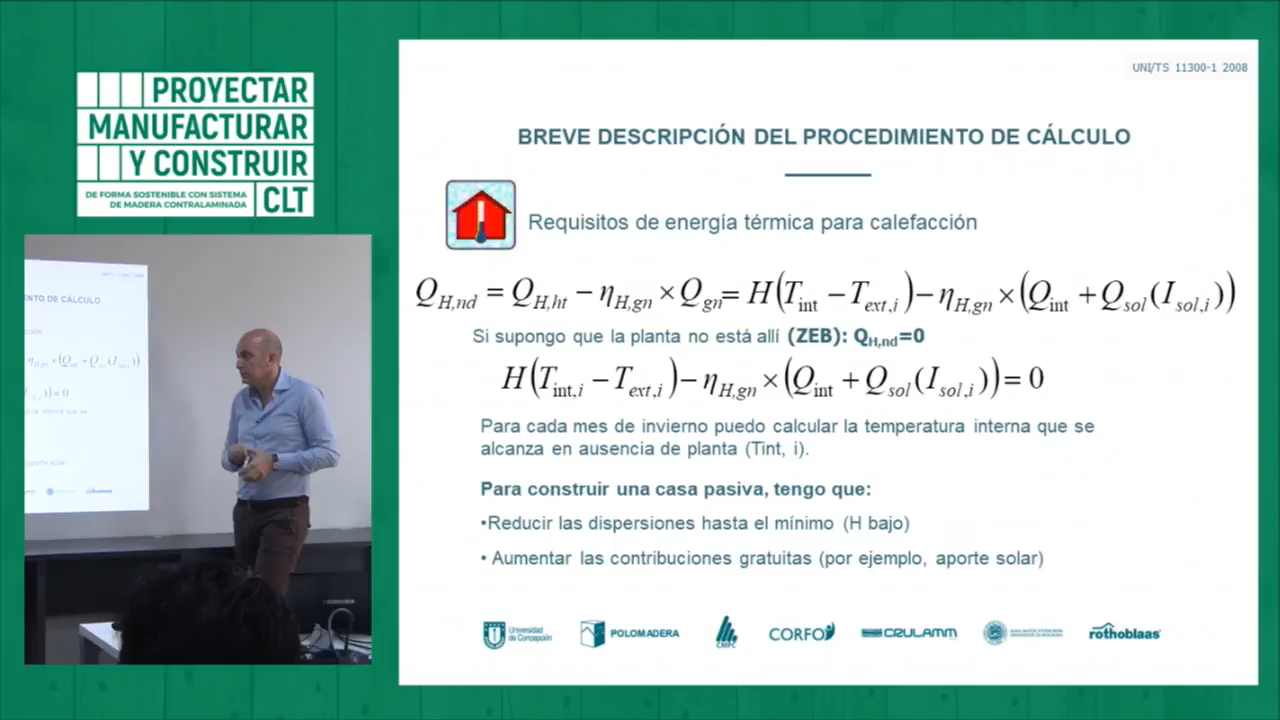 PROYECTAR
MANUFACTURAR
Y CONSTRUIR
DE FORMA SOSTENIBLE CON SISTEMA
DE MADERA CONTRALAMINADA
CLT
UNI/TS 11300-1 2008
BREVE DESCRIPCIÓN DEL PROCEDIMIENTO DE CÁLCULO
Requisitos de energía térmica para calefacción
Q_{H,nd} = Q_{H,ht} − η_{H,gn} × Q_{gn} = H(T_{int} − T_{ext,i}) − η_{H,gn} × (Q_{int} + Q_{sol}(I_{sol,i}))
Si supongo que la planta no está allí (ZEB): Q_{H,nd}=0
H(T_{int,i} − T_{ext,i}) − η_{H,gn} × (Q_{int} + Q_{sol}(I_{sol,i})) = 0
Para cada mes de invierno puedo calcular la temperatura interna que se
alcanza en ausencia de planta (Tint, i).
Para construir una casa pasiva, tengo que:
•Reducir las dispersiones hasta el mínimo (H bajo)
• Aumentar las contribuciones gratuitas (por ejemplo, aporte solar)
Universidad
de Concepción
POLOMADERA
CMPC
CORFO
CRULAMM
rothoblaas